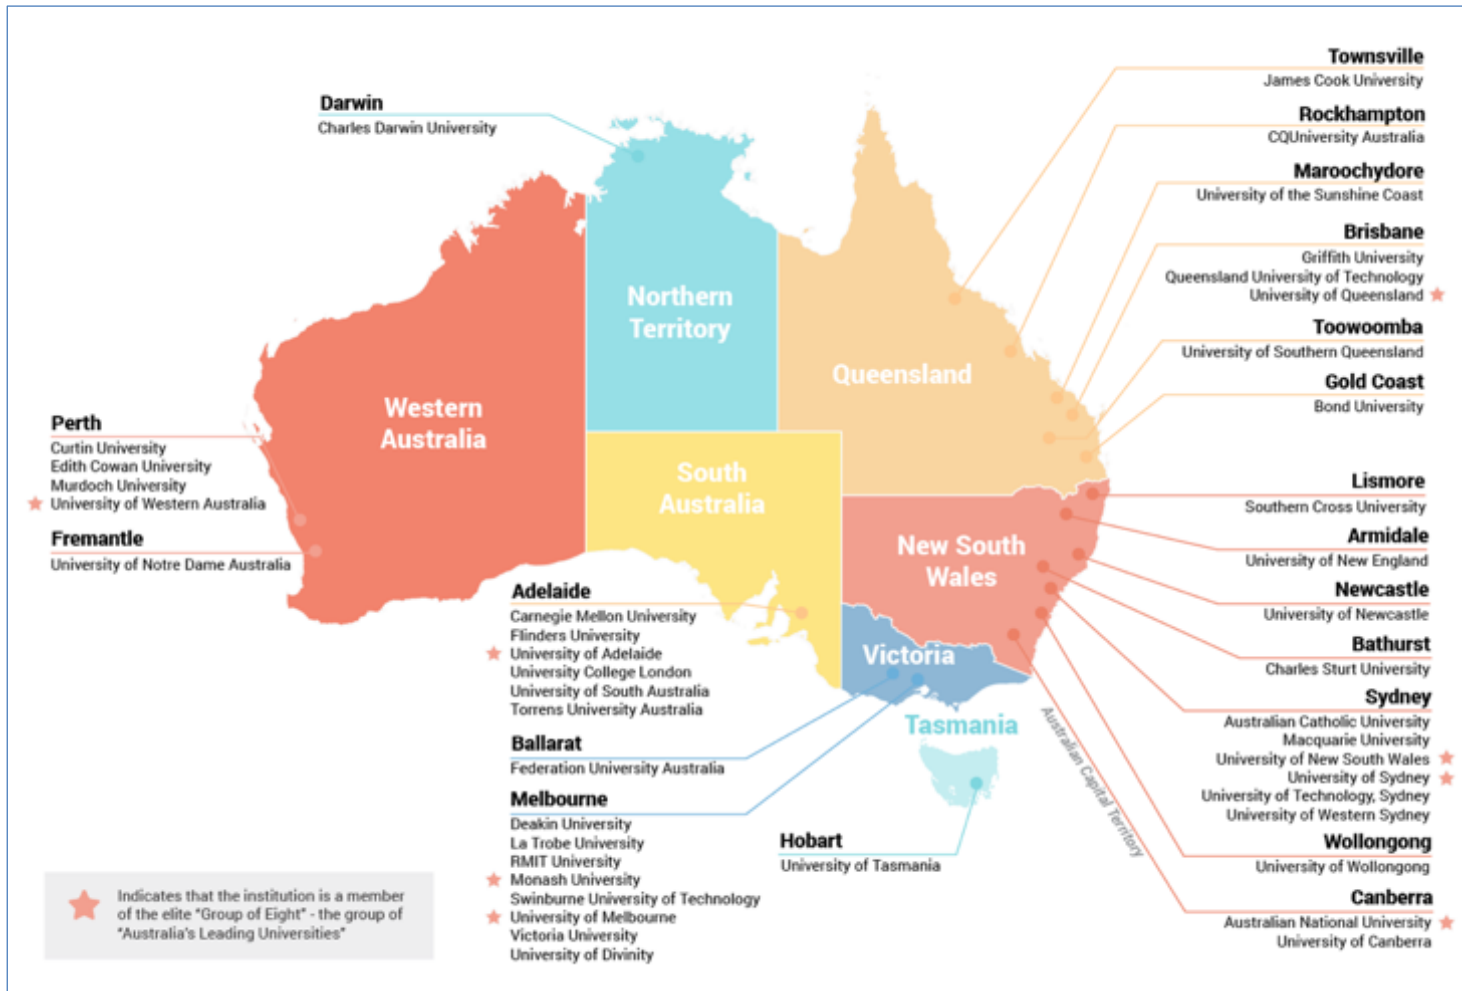 Darwin
Charles Darwin University
Perth
Curtin University
Edith Cowan University
Murdoch University
University of Western Australia
Fremantle
University of Notre Dame Australia
Western
Australia
Northern
Territory
South
Australia
Queensland
New South
Wales
Victoria
Tasmania
Australian Capital Territory
Adelaide
Carnegie Mellon University
Flinders University
University of Adelaide
University College London
University of South Australia
Torrens University Australia
Ballarat
Federation University Australia
Melbourne
Deakin University
La Trobe University
RMIT University
Monash University
Swinburne University of Technology
University of Melbourne
Victoria University
University of Divinity
Hobart
University of Tasmania
Townsville
James Cook University
Rockhampton
CQUniversity Australia
Maroochydore
University of the Sunshine Coast
Brisbane
Griffith University
Queensland University of Technology
University of Queensland
Toowoomba
University of Southern Queensland
Gold Coast
Bond University
Lismore
Southern Cross University
Armidale
University of New England
Newcastle
University of Newcastle
Bathurst
Charles Sturt University
Sydney
Australian Catholic University
Macquarie University
University of New South Wales
University of Sydney
University of Technology, Sydney
University of Western Sydney
Wollongong
University of Wollongong
Canberra
Australian National University
University of Canberra
Indicates that the institution is a member
of the elite “Group of Eight” - the group of
“Australia’s Leading Universities”